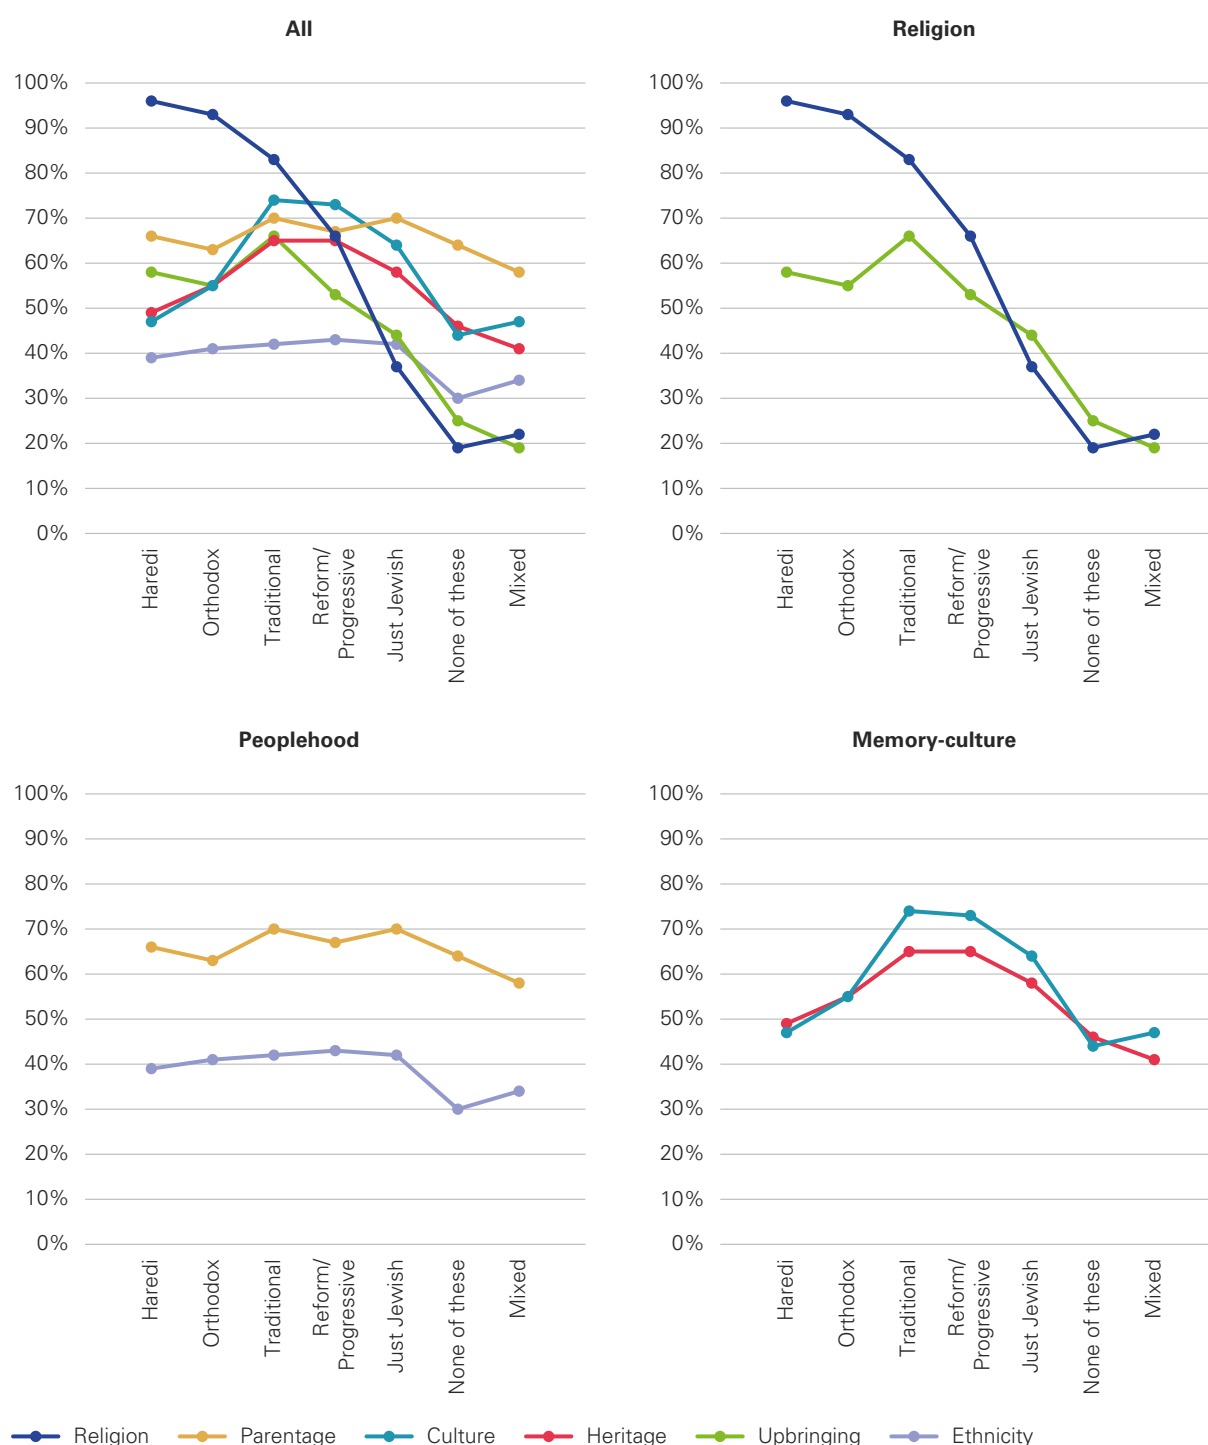 All
100%
90%
80%
70%
60%
50%
40%
30%
20%
10%
0%
Haredi
Orthodox
Traditional
Reform/
Progressive
Just Jewish
None of these
Mixed
Religion
100%
90%
80%
70%
60%
50%
40%
30%
20%
10%
0%
Haredi
Orthodox
Traditional
Reform/
Progressive
Just Jewish
None of these
Mixed
Peoplehood
100%
90%
80%
70%
60%
50%
40%
30%
20%
10%
0%
Haredi
Orthodox
Traditional
Reform/
Progressive
Just Jewish
None of these
Mixed
Memory-culture
100%
90%
80%
70%
60%
50%
40%
30%
20%
10%
0%
Haredi
Orthodox
Traditional
Reform/
Progressive
Just Jewish
None of these
Mixed
Religion Parentage Culture Heritage Upbringing Ethnicity